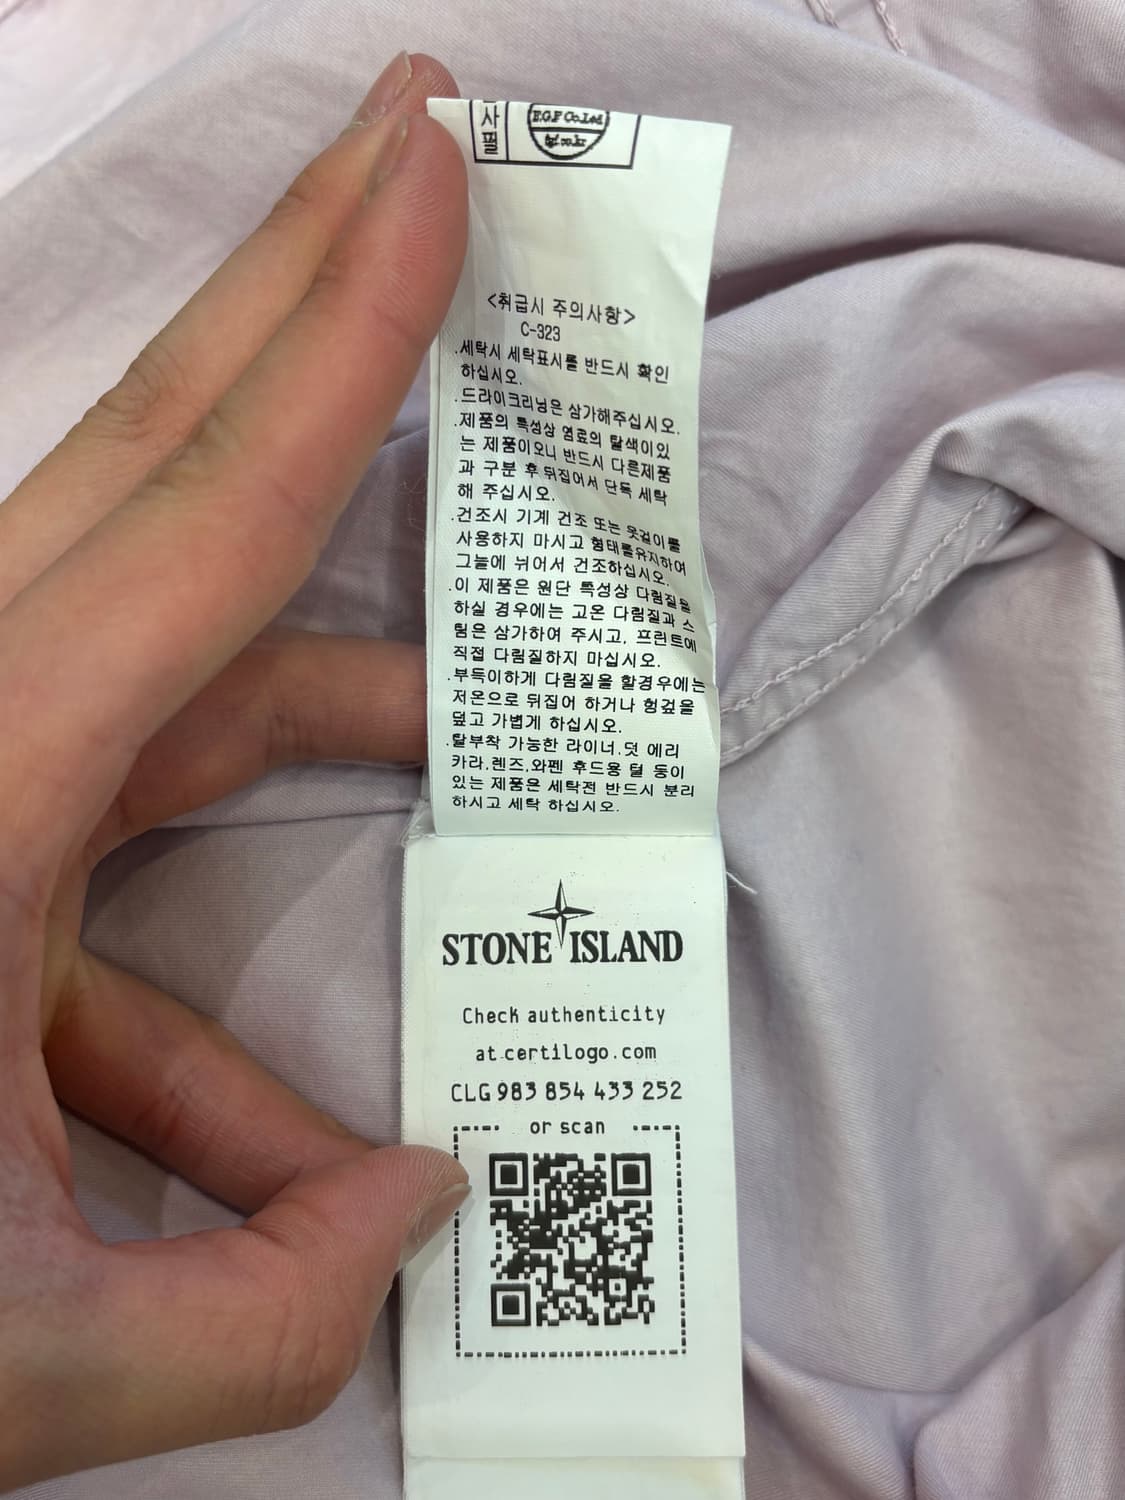 사
필
E.G.F Co.Led
<취급시 주의사항>
C-323
.세탁시 세탁표시를 반드시 확인
하십시오.
.드라이크리닝은 삼가해주십시오.
.제품의 특성상 염료의 탈색이있
는 제품이오니 반드시 다른제품
과 구분 후 뒤집어서 단독 세탁
해 주십시오.
.건조시 기계 건조 또는 옷걸이를
사용하지 마시고 형태를유지하여
그늘에 뉘어서 건조하십시오.
.이 제품은 원단 특성상 다림질을
하실 경우에는 고온 다림질과 스
팀은 삼가하여 주시고, 프린트에
직접 다림질하지 마십시오.
.부득이하게 다림질을 할경우에는
저온으로 뒤집어 하거나 헝겊을
덮고 가볍게 하십시오.
.탈부착 가능한 라이너.덧 에리
카라.렌즈.와펜 후드용 털 등이
있는 제품은 세탁전 반드시 분리
하시고 세탁 하십시오.
STONE ISLAND
Check authenticity
at certilogo.com
CLG 983 854 433 252
or scan